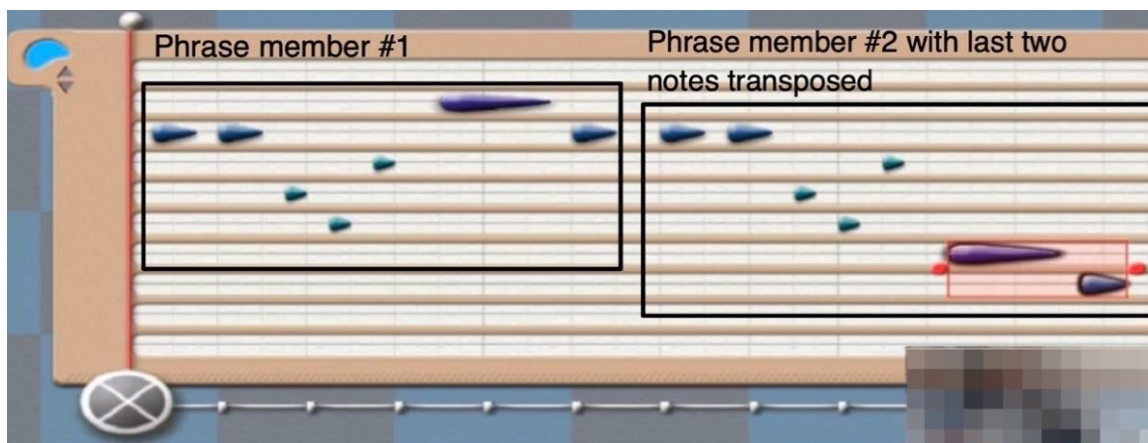 Phrase member #1
Phrase member #2 with last two
notes transposed